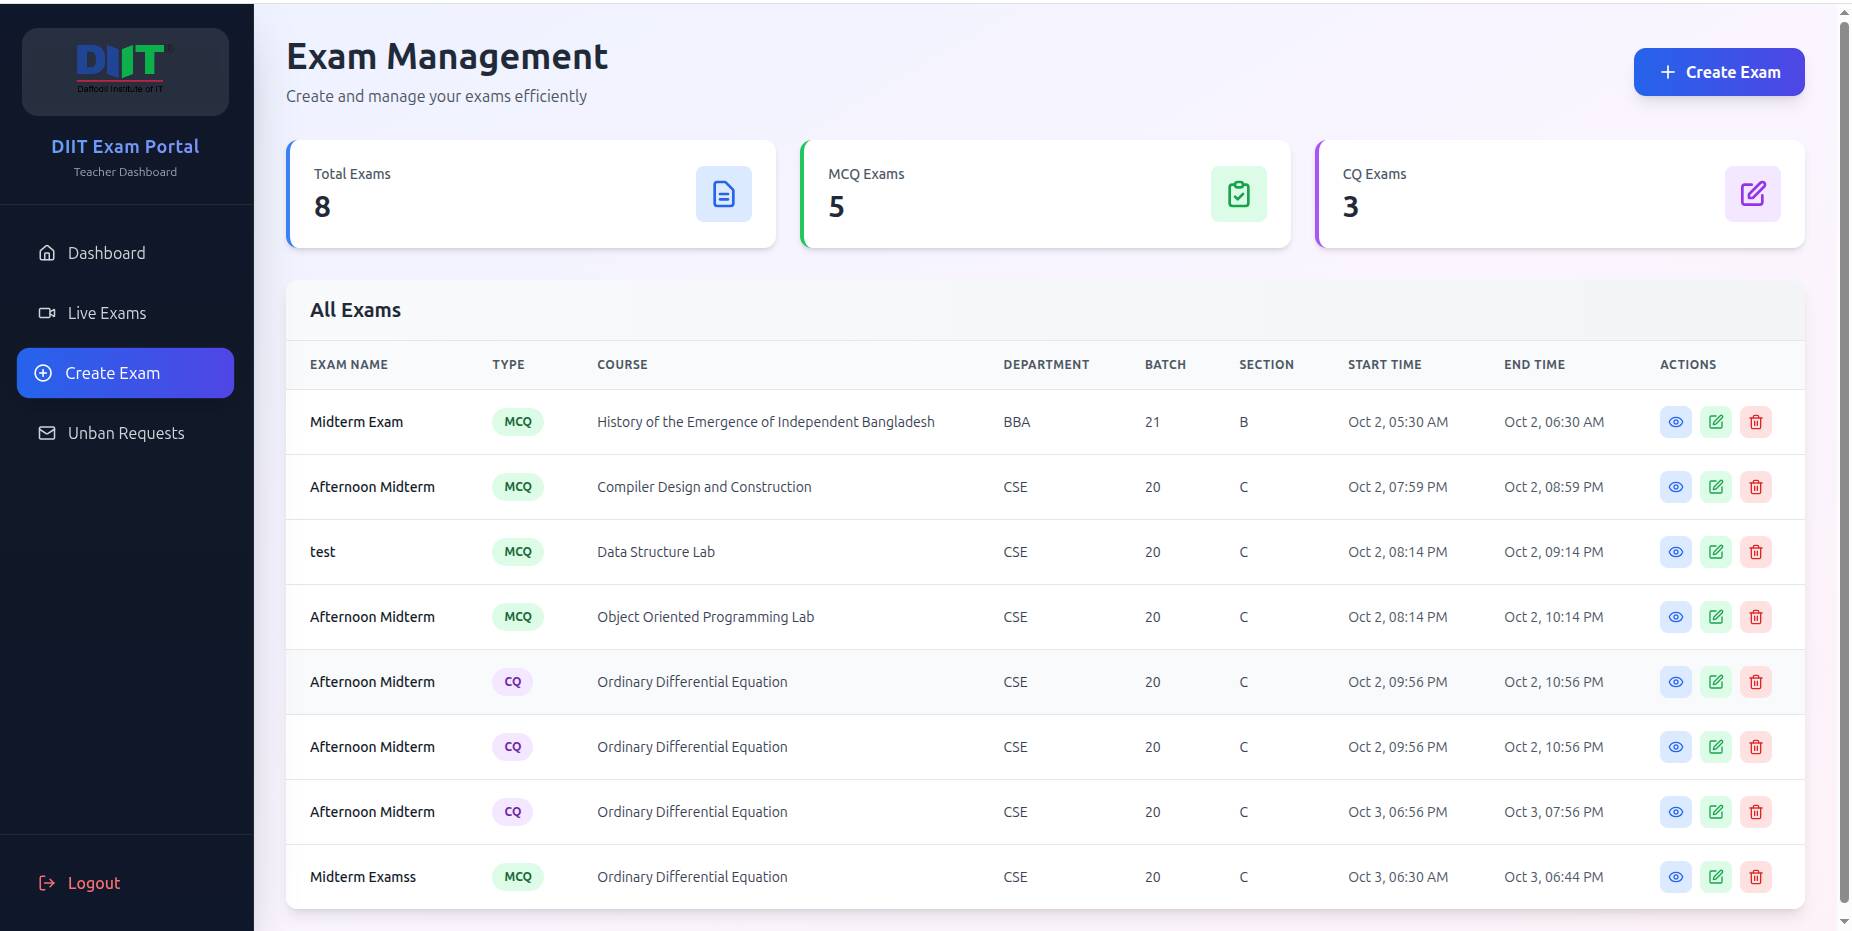 DIIT
Daffodil Institute of IT
DIIT Exam Portal
Teacher Dashboard
Dashboard
Live Exams
Create Exam
Unban Requests
Logout
Exam Management
Create and manage your exams efficiently
+ Create Exam
Total Exams
8
MCQ Exams
5
CQ Exams
3
All Exams
EXAM NAME TYPE COURSE DEPARTMENT BATCH SECTION START TIME END TIME ACTIONS
Midterm Exam MCQ History of the Emergence of Independent Bangladesh BBA 21 B Oct 2, 05:30 AM Oct 2, 06:30 AM
Afternoon Midterm MCQ Compiler Design and Construction CSE 20 C Oct 2, 07:59 PM Oct 2, 08:59 PM
test MCQ Data Structure Lab CSE 20 C Oct 2, 08:14 PM Oct 2, 09:14 PM
Afternoon Midterm MCQ Object Oriented Programming Lab CSE 20 C Oct 2, 08:14 PM Oct 2, 10:14 PM
Afternoon Midterm CQ Ordinary Differential Equation CSE 20 C Oct 2, 09:56 PM Oct 2, 10:56 PM
Afternoon Midterm CQ Ordinary Differential Equation CSE 20 C Oct 2, 09:56 PM Oct 2, 10:56 PM
Afternoon Midterm CQ Ordinary Differential Equation CSE 20 C Oct 3, 06:56 PM Oct 3, 07:56 PM
Midterm Examss MCQ Ordinary Differential Equation CSE 20 C Oct 3, 06:30 AM Oct 3, 06:44 PM